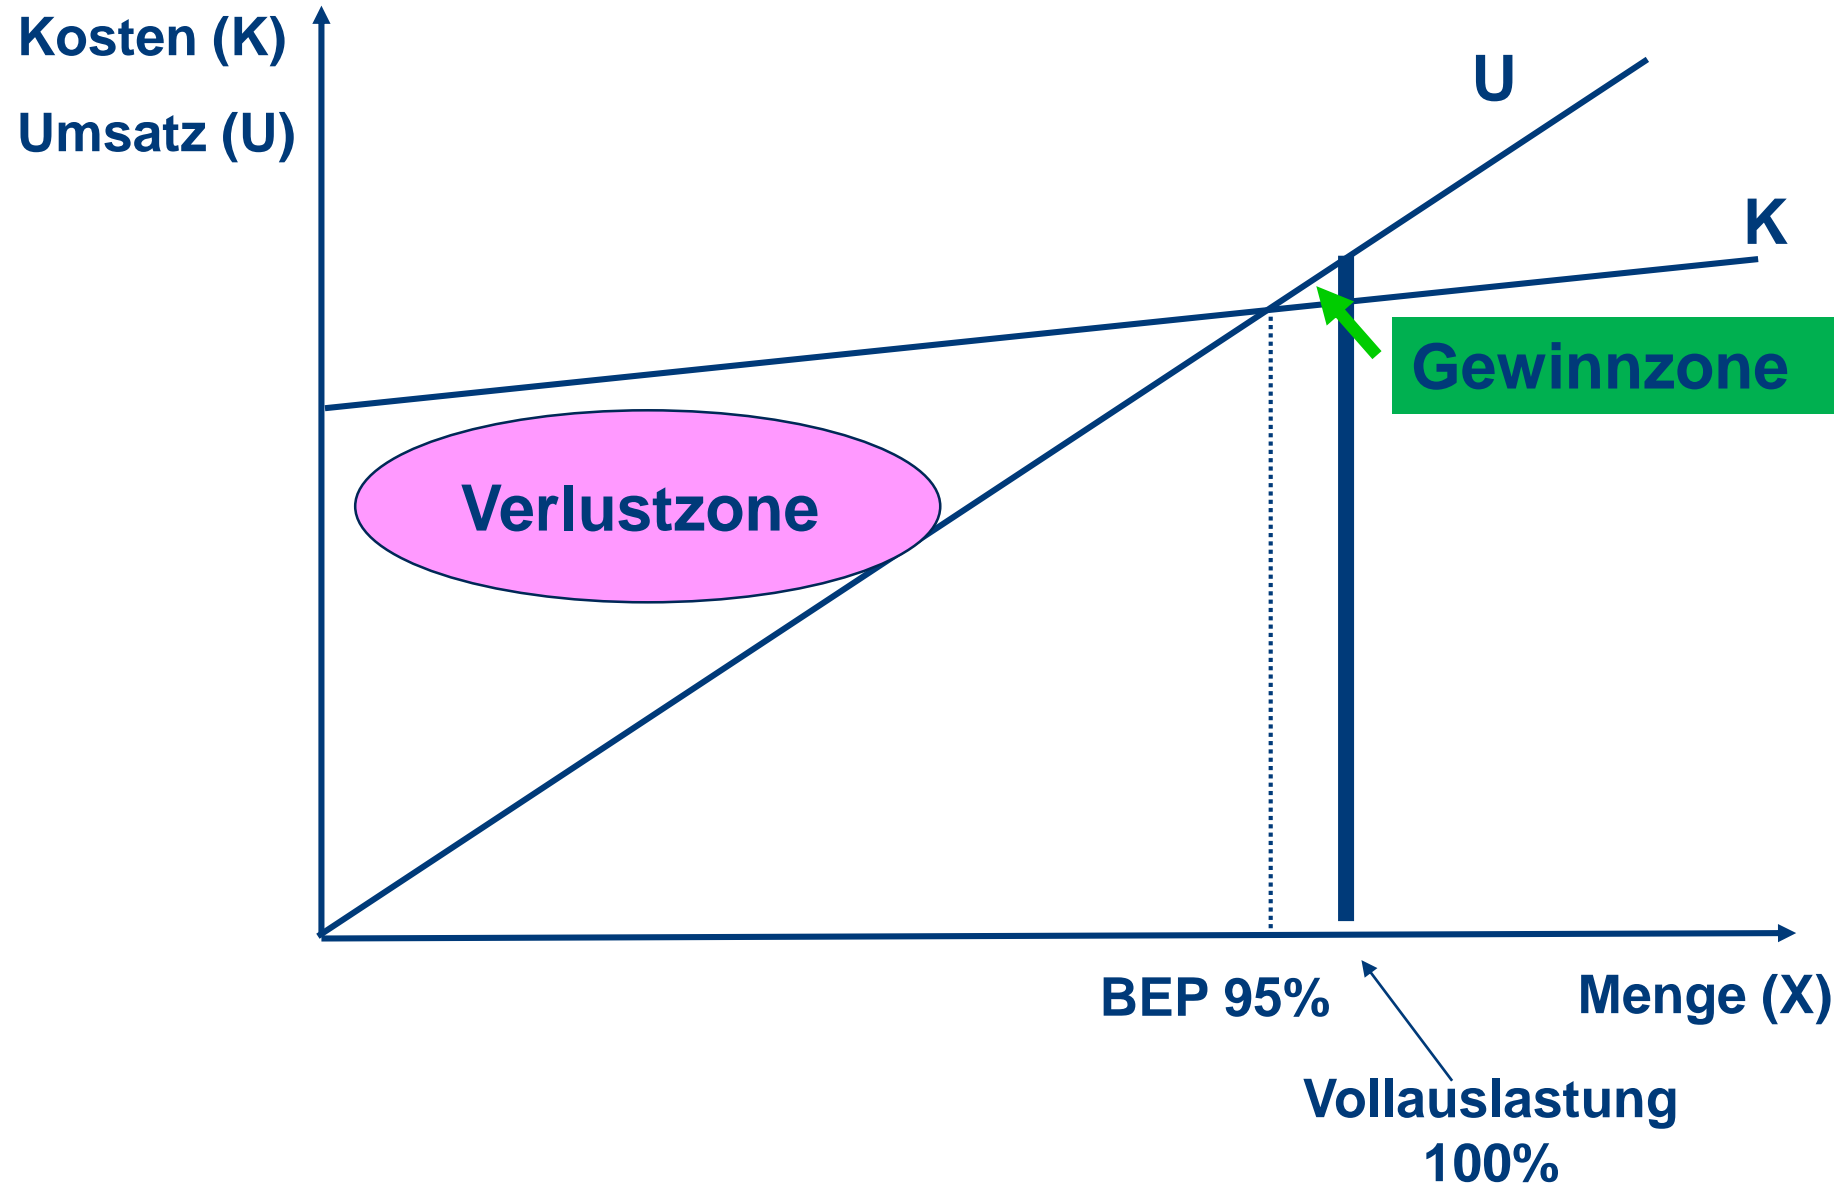 Kosten (K)
Umsatz (U)
U
K
Gewinnzone
Verlustzone
BEP 95%
Menge (X)
Vollauslastung
100%